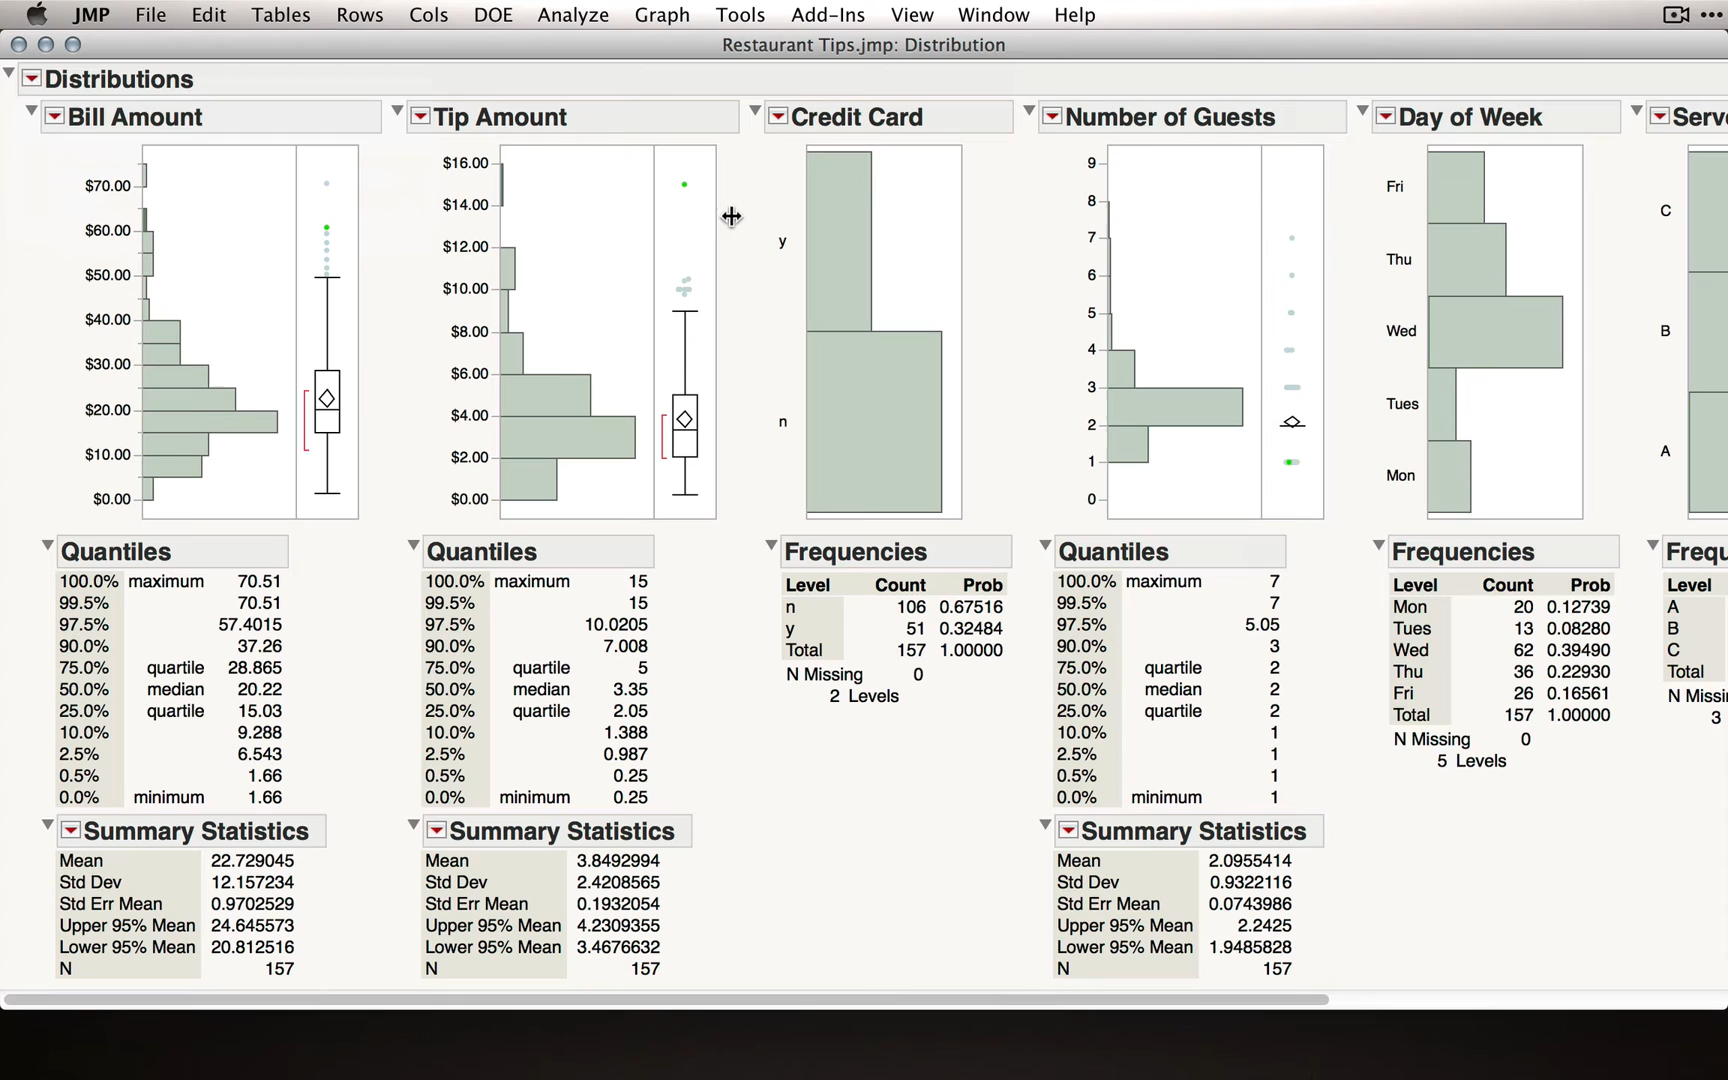 JMP File Edit Tables Rows Cols DOE Analyze Graph Tools Add-Ins View Window Help
Restaurant Tips.jmp: Distribution
Distributions
Bill Amount
$70.00
$60.00
$50.00
$40.00
$30.00
$20.00
$10.00
$0.00
Quantiles
100.0% maximum 70.51
99.5% 70.51
97.5% 57.4015
90.0% 37.26
75.0% quartile 28.865
50.0% median 20.22
25.0% quartile 15.03
10.0% 9.288
2.5% 6.543
0.5% 1.66
0.0% minimum 1.66
Summary Statistics
Mean 22.729045
Std Dev 12.157234
Std Err Mean 0.9702529
Upper 95% Mean 24.645573
Lower 95% Mean 20.812516
N 157
Tip Amount
$16.00
$14.00
$12.00
$10.00
$8.00
$6.00
$4.00
$2.00
$0.00
Quantiles
100.0% maximum 15
99.5% 15
97.5% 10.0205
90.0% 7.008
75.0% quartile 5
50.0% median 3.35
25.0% quartile 2.05
10.0% 1.388
2.5% 0.987
0.5% 0.25
0.0% minimum 0.25
Summary Statistics
Mean 3.8492994
Std Dev 2.4208565
Std Err Mean 0.1932054
Upper 95% Mean 4.2309355
Lower 95% Mean 3.4676632
N 157
Credit Card
y
n
Frequencies
Level Count Prob
n 106 0.67516
y 51 0.32484
Total 157 1.00000
N Missing 0
2 Levels
Number of Guests
9
8
7
6
5
4
3
2
1
0
Quantiles
100.0% maximum 7
99.5% 7
97.5% 5.05
90.0% 3
75.0% quartile 2
50.0% median 2
25.0% quartile 2
10.0% 1
2.5% 1
0.5% 1
0.0% minimum 1
Summary Statistics
Mean 2.0955414
Std Dev 0.9322116
Std Err Mean 0.0743986
Upper 95% Mean 2.2425
Lower 95% Mean 1.9485828
N 157
Day of Week
Fri
Thu
Wed
Tues
Mon
Frequencies
Level Count Prob
Mon 20 0.12739
Tues 13 0.08280
Wed 62 0.39490
Thu 36 0.22930
Fri 26 0.16561
Total 157 1.00000
N Missing 0
5 Levels
Serv
C
B
A
Frequ
Level
A
B
C
Total
N Missi
3